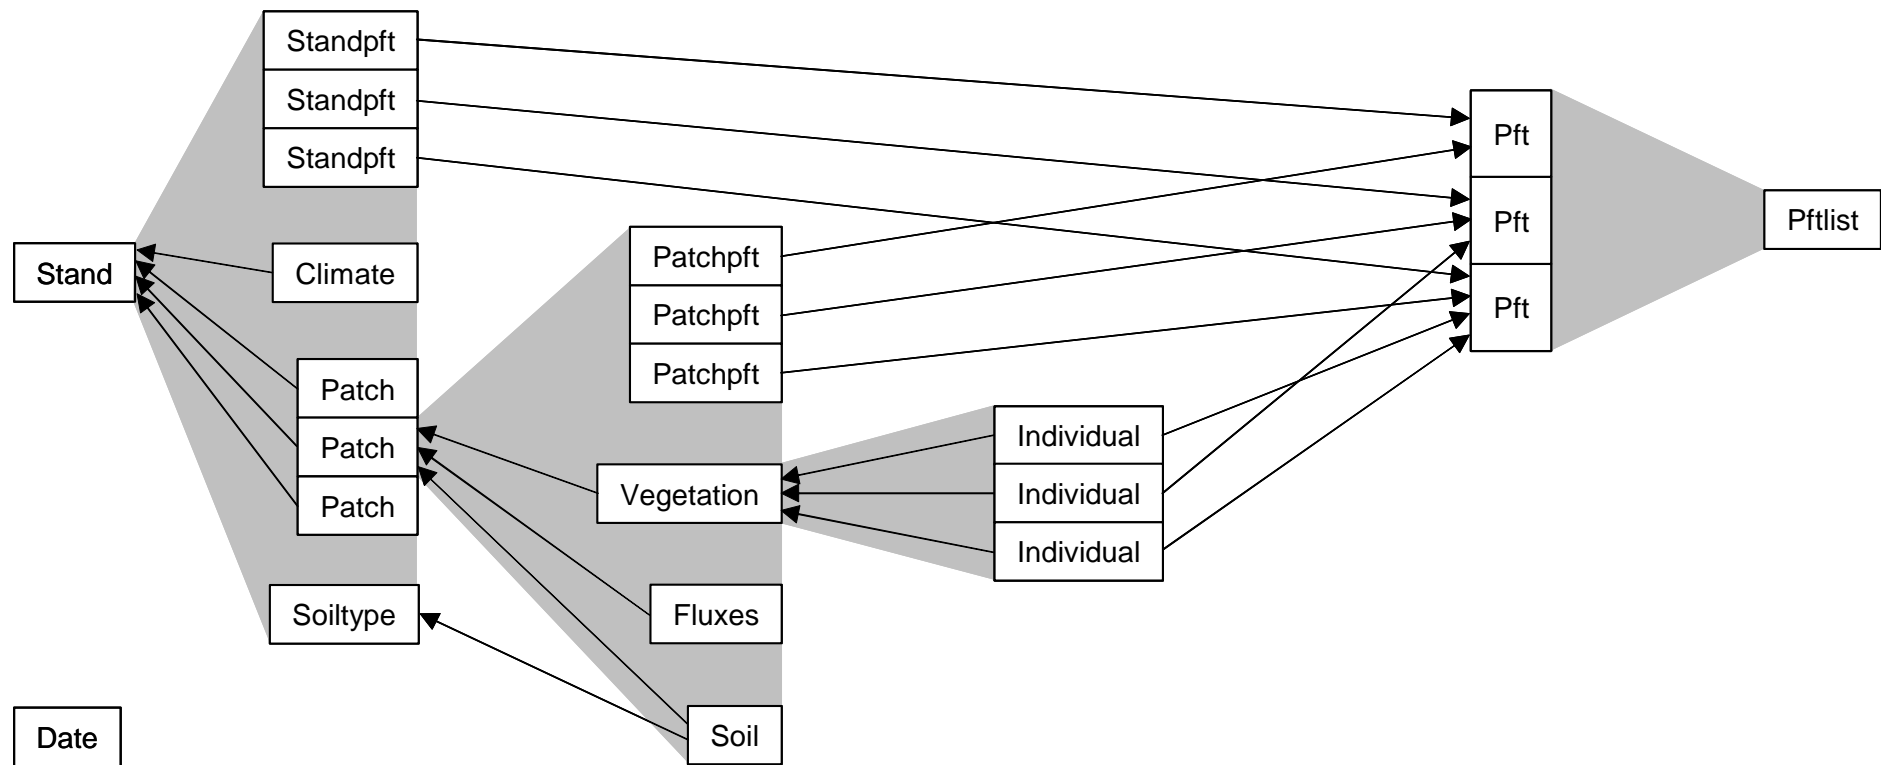 Standpft
Standpft
Standpft
Stand
Climate
Patch
Patch
Patch
Soiltype
Date
Patchpft
Patchpft
Patchpft
Vegetation
Fluxes
Soil
Individual
Individual
Individual
Pft
Pft
Pft
Pftlist